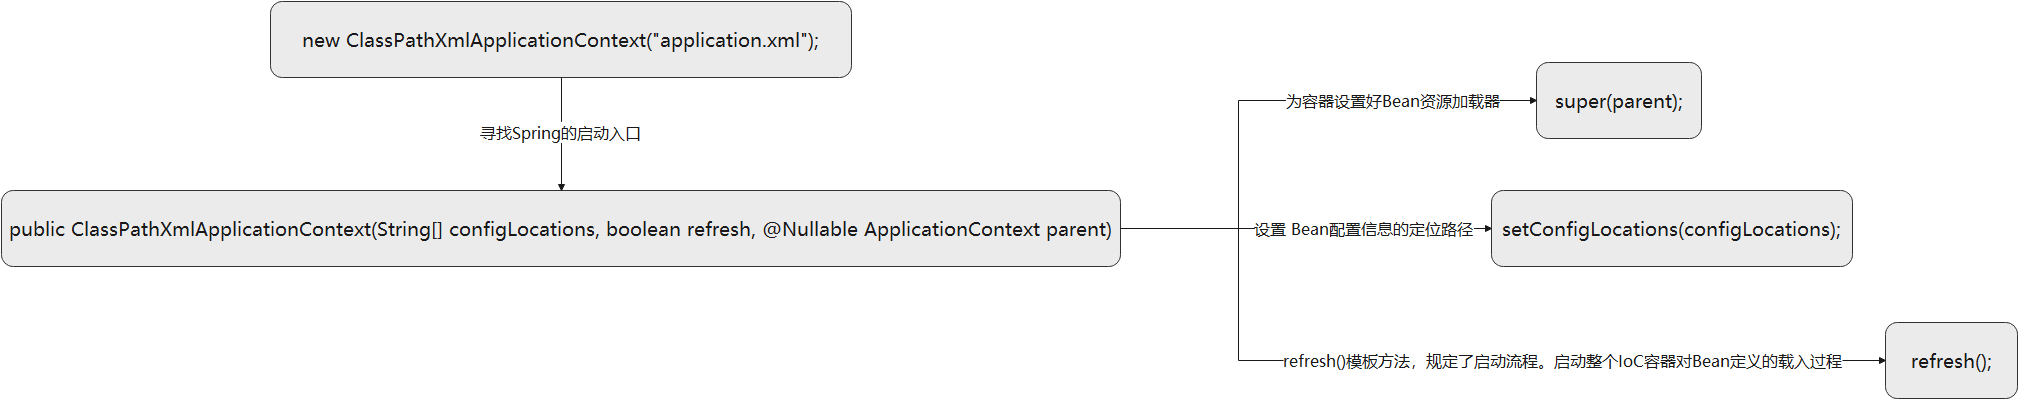 new ClassPathXmlApplicationContext("application.xml");
寻找Spring的启动入口
public ClassPathXmlApplicationContext(String[] configLocations, boolean refresh, @Nullable ApplicationContext parent)
为容器设置好Bean资源加载器
super(parent);
设置 Bean配置信息的定位路径
setConfigLocations(configLocations);
refresh()模板方法，规定了启动流程。启动整个IoC容器对Bean定义的载入过程
refresh();